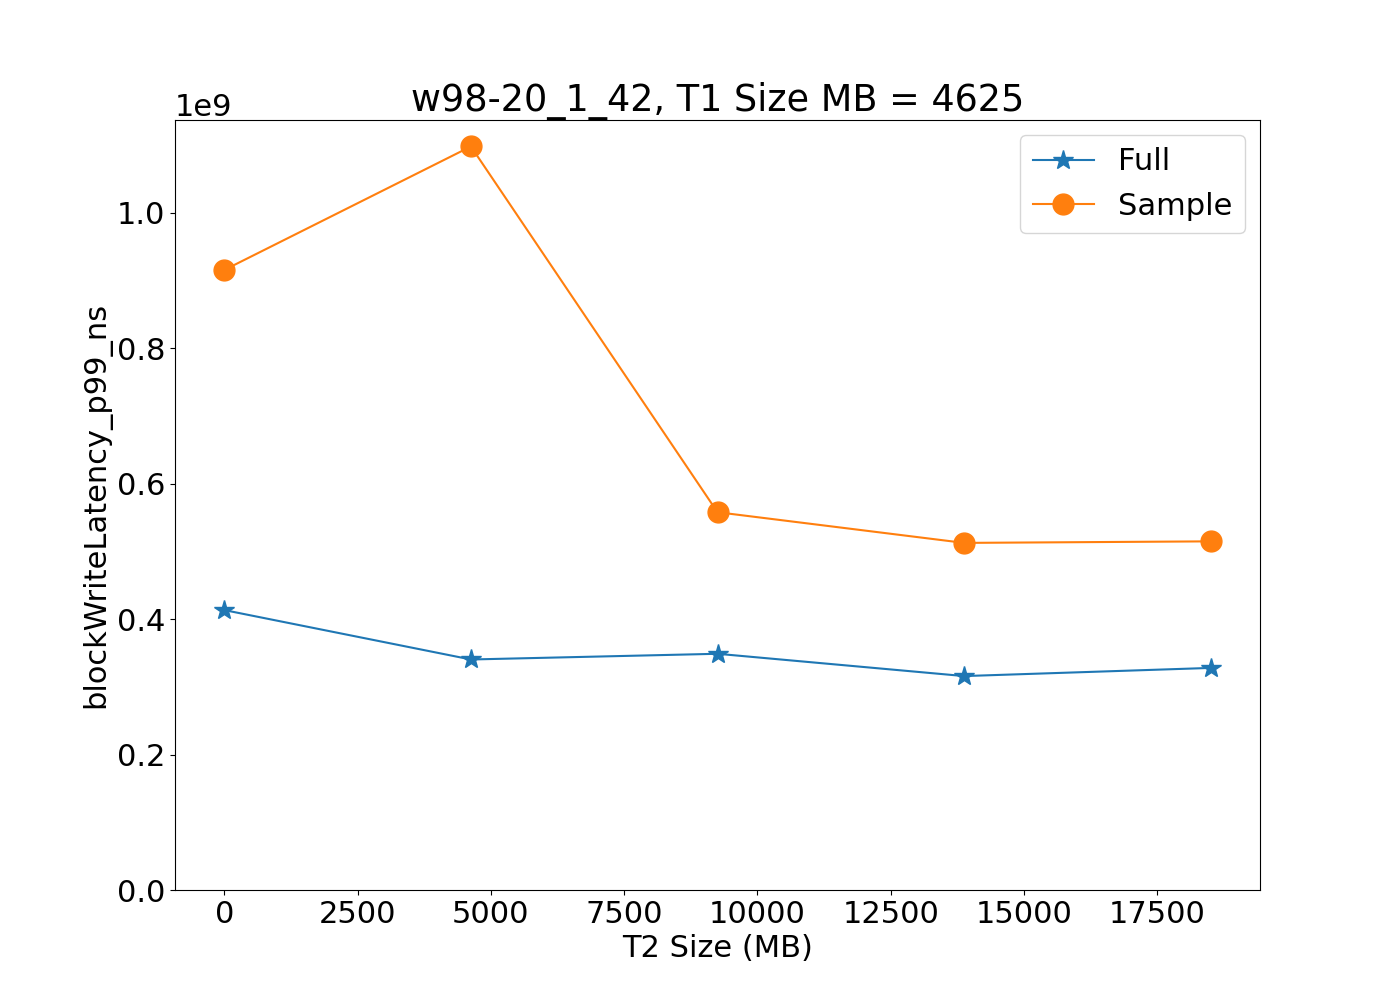 w98-20_1_42, T1 Size MB = 4625
1e9
Full
Sample
1.0
0.8
0.6
0.4
0.2
0.0
blockWriteLatency_p99_ns
0 2500 5000 7500 10000 12500 15000 17500
T2 Size (MB)